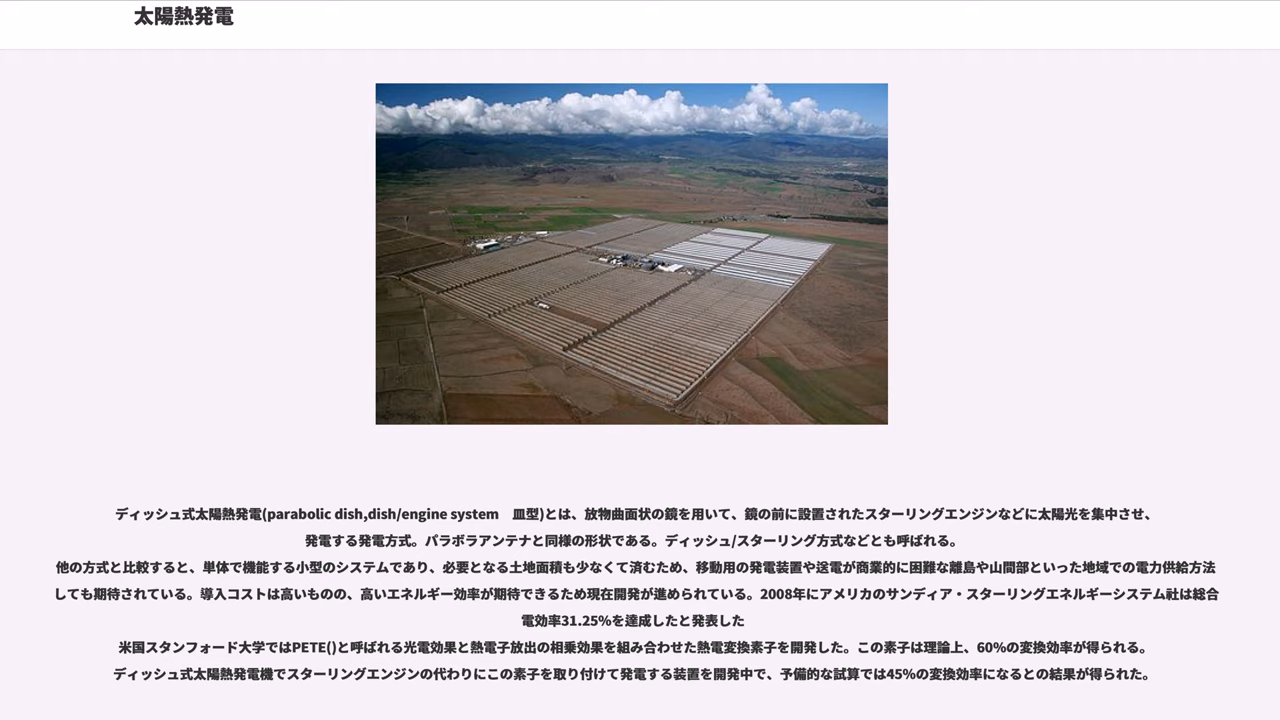 太陽熱発電
ディッシュ式太陽熱発電(parabolic dish,dish/engine system　皿型)とは、放物曲面状の鏡を用いて、鏡の前に設置されたスターリングエンジンなどに太陽光を集中させ、
発電する発電方式。パラボラアンテナと同様の形状である。ディッシュ/スターリング方式などとも呼ばれる。
他の方式と比較すると、単体で機能する小型のシステムであり、必要となる土地面積も少なくて済むため、移動用の発電装置や送電が商業的に困難な離島や山間部といった地域での電力供給方法
しても期待されている。導入コストは高いものの、高いエネルギー効率が期待できるため現在開発が進められている。2008年にアメリカのサンディア・スターリングエネルギーシステム社は総合
電効率31.25%を達成したと発表した
米国スタンフォード大学ではPETE()と呼ばれる光電効果と熱電子放出の相乗効果を組み合わせた熱電変換素子を開発した。この素子は理論上、60%の変換効率が得られる。
ディッシュ式太陽熱発電機でスターリングエンジンの代わりにこの素子を取り付けて発電する装置を開発中で、予備的な試算では45%の変換効率になるとの結果が得られた。